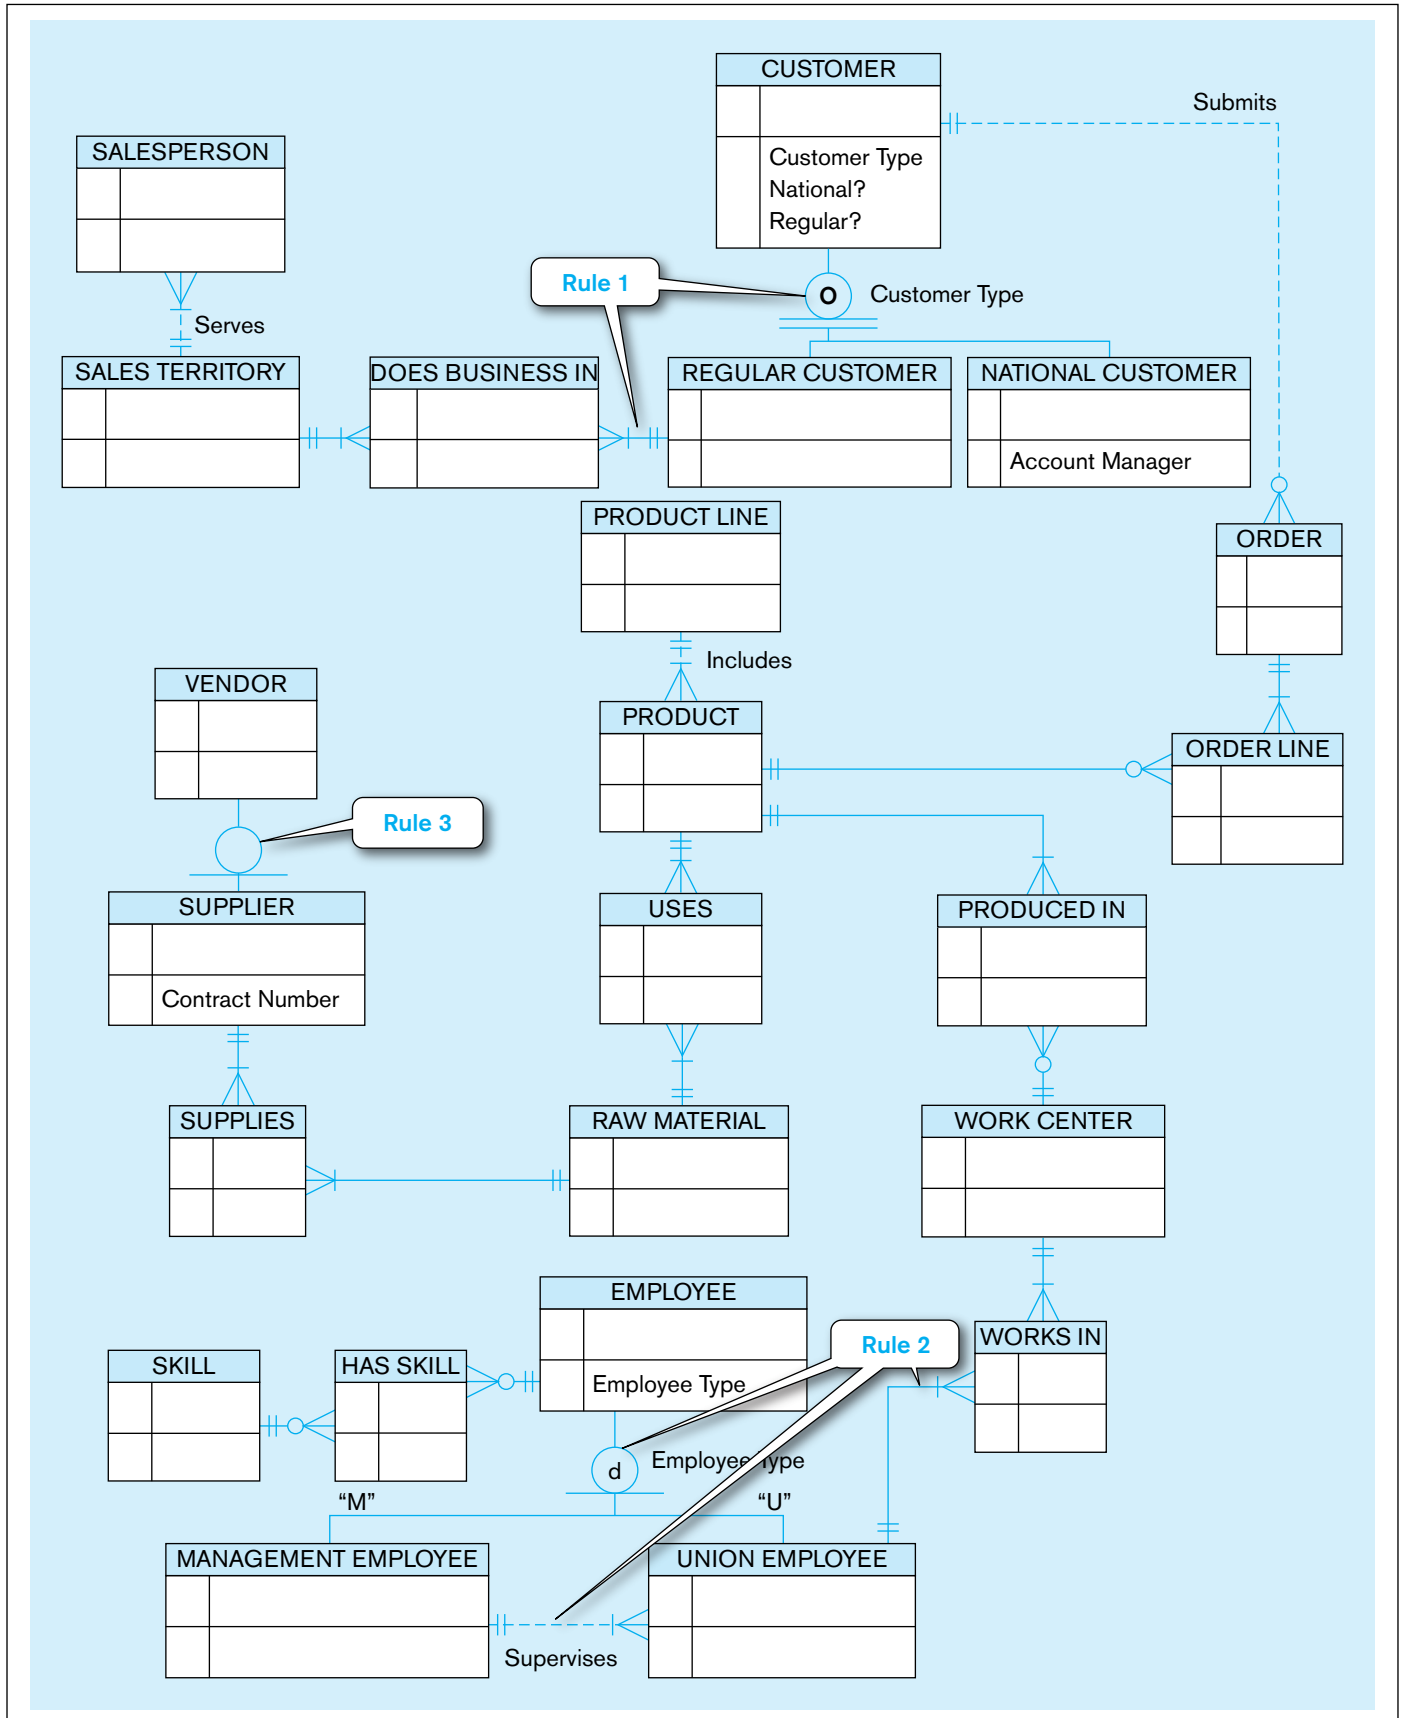 CUSTOMER
Submits
Customer Type
National?
Regular?
SALESPERSON
Rule 1
O
Customer Type
Serves
SALES TERRITORY
DOES BUSINESS IN
REGULAR CUSTOMER
NATIONAL CUSTOMER
Account Manager
PRODUCT LINE
ORDER
Includes
VENDOR
PRODUCT
ORDER LINE
Rule 3
SUPPLIER
USES
PRODUCED IN
Contract Number
SUPPLIES
RAW MATERIAL
WORK CENTER
EMPLOYEE
Rule 2
WORKS IN
SKILL
HAS SKILL
Employee Type
d
Employee Type
“M”
“U”
MANAGEMENT EMPLOYEE
UNION EMPLOYEE
Supervises